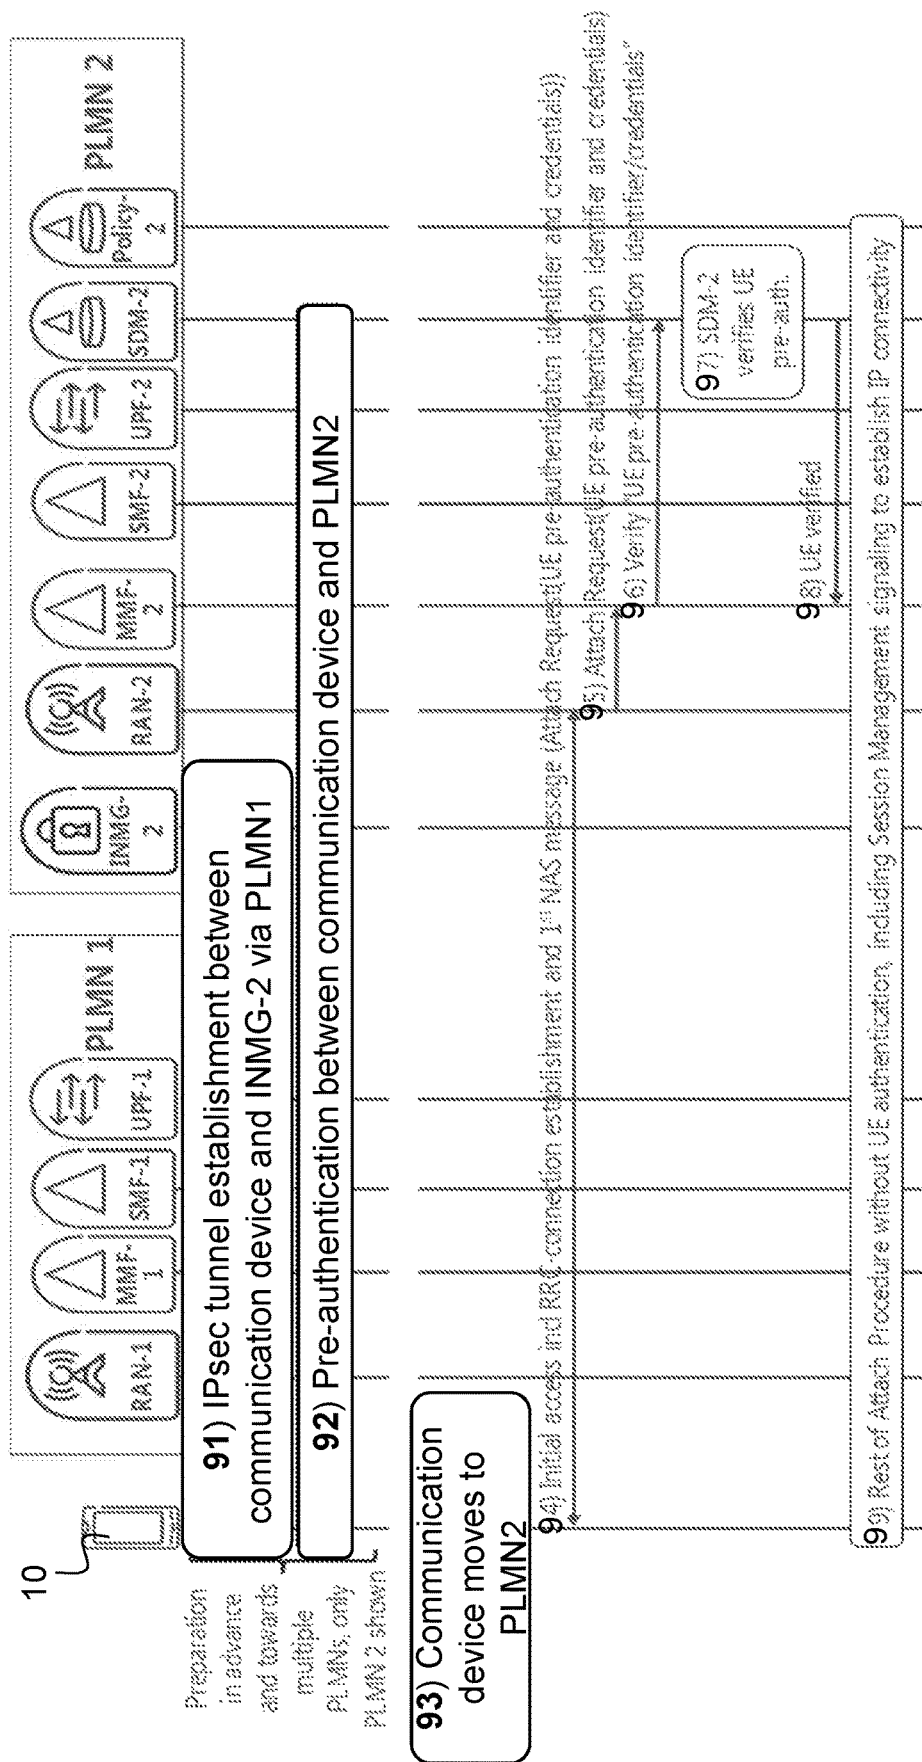 10
PLMN 1
PLMN 2
RAN-1
MMF-
1
SMF-1
UPF-1
INMG-
2
RAN-2
MMF-
2
SMF-2
UPF-2
SDM-2
Policy-
2
Preparation
in advance
and towards
multiple
PLMNs, only
PLMN 2 shown
91) IPsec tunnel establishment between
communication device and INMG-2 via PLMN1
92) Pre-authentication between communication device and PLMN2
93) Communication
device moves to
PLMN2
94) Initial access and RRC-connection establishment and 1st NAS message (Attach Request(UE pre-authentication identifier and credentials))
95) Attach Request(UE pre-authentication identifier and credentials)
96) Verify (UE pre-authentication identifier/credentials"
97) SDM-2
verifies UE
pre-auth.
98) UE verified
99) Rest of Attach Procedure without UE authentication, including Session Management signaling to establish IP connectivity